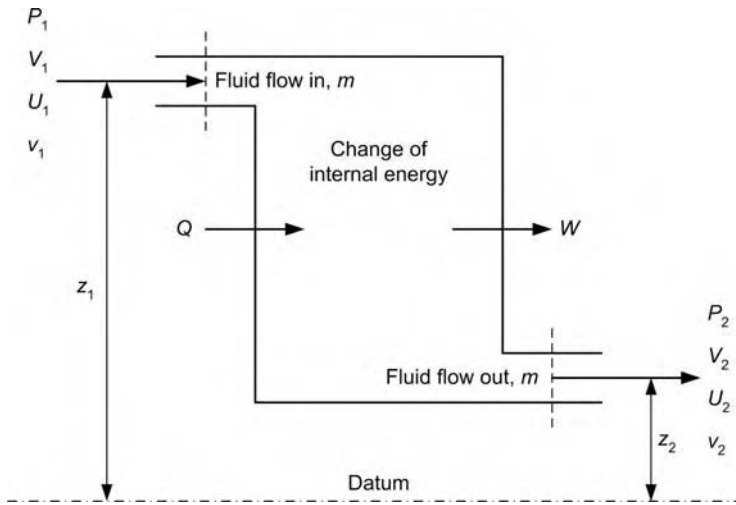 P₁
V₁
U₁
v₁
Fluid flow in, m
Change of
internal energy
Q
W
z₁
P₂
V₂
U₂
v₂
Fluid flow out, m
z₂
Datum